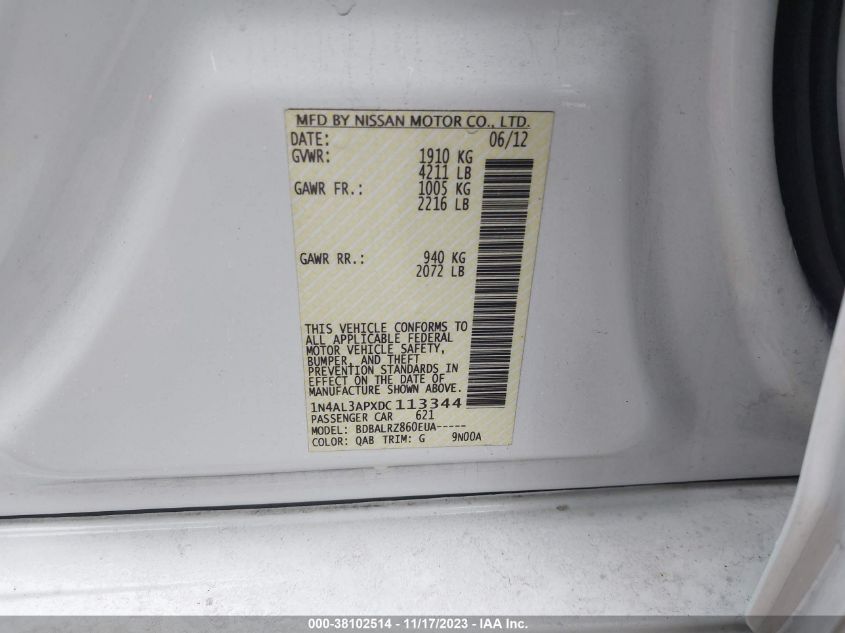 MFD BY NISSAN MOTOR CO., LTD.
DATE: 06/12
GVWR: 1910 KG
4211 LB
GAWR FR.: 1005 KG
2216 LB
GAWR RR.: 940 KG
2072 LB
THIS VEHICLE CONFORMS TO
ALL APPLICABLE FEDERAL
MOTOR VEHICLE SAFETY,
BUMPER, AND THEFT
PREVENTION STANDARDS IN
EFFECT ON THE DATE OF
MANUFACTURE SHOWN ABOVE.
1N4AL3APXDC113344
PASSENGER CAR 621
MODEL: BDBALRZ860EUA-----
COLOR: QAB TRIM: G 9N00A
000-38102514 - 11/17/2023 - Copyright © 2023 IAA, Inc.